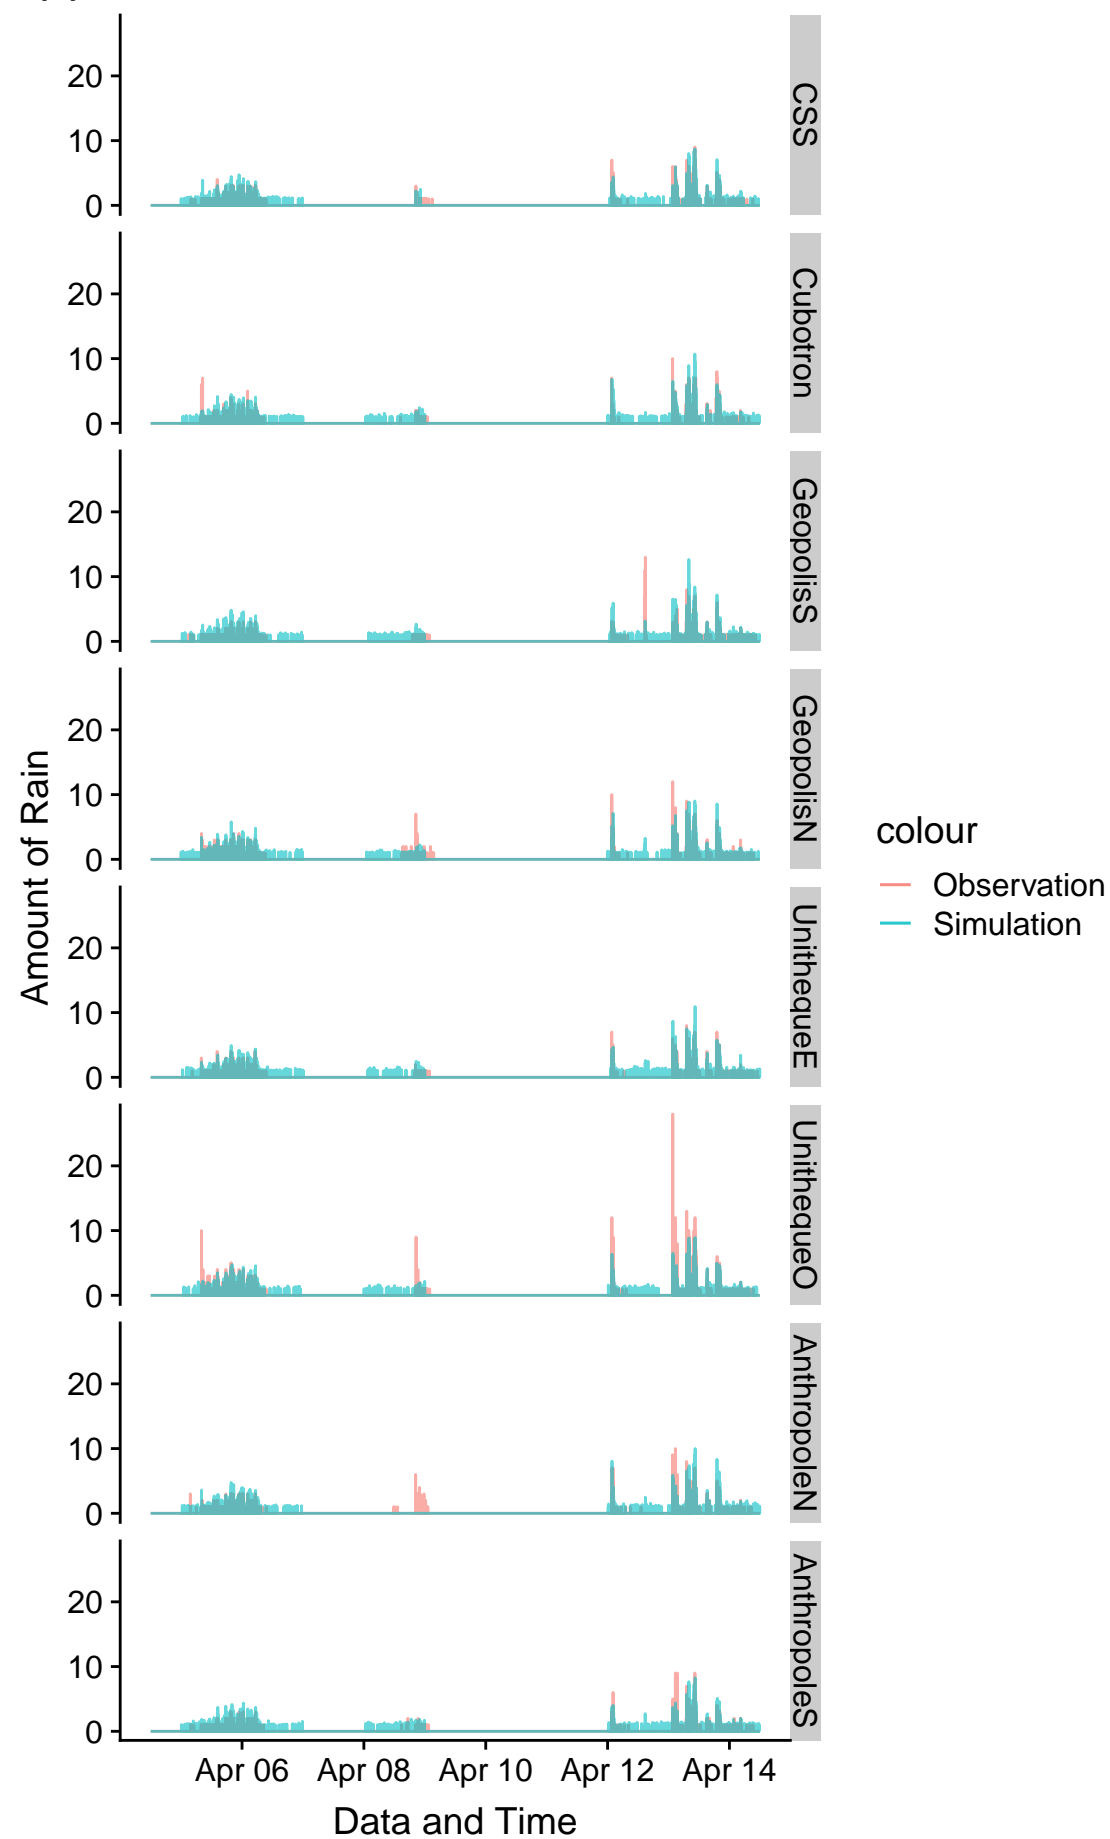 20
10
0
CSS
20
10
0
Cubotron
20
10
0
GeopolisS
20
10
0
GeopolisN
20
10
0
UnithequeE
20
10
0
UnithequeO
20
10
0
AnthropoleN
20
10
0
AnthropoleS
Amount of Rain
Apr 06 Apr 08 Apr 10 Apr 12 Apr 14
Data and Time
colour
Observation
Simulation